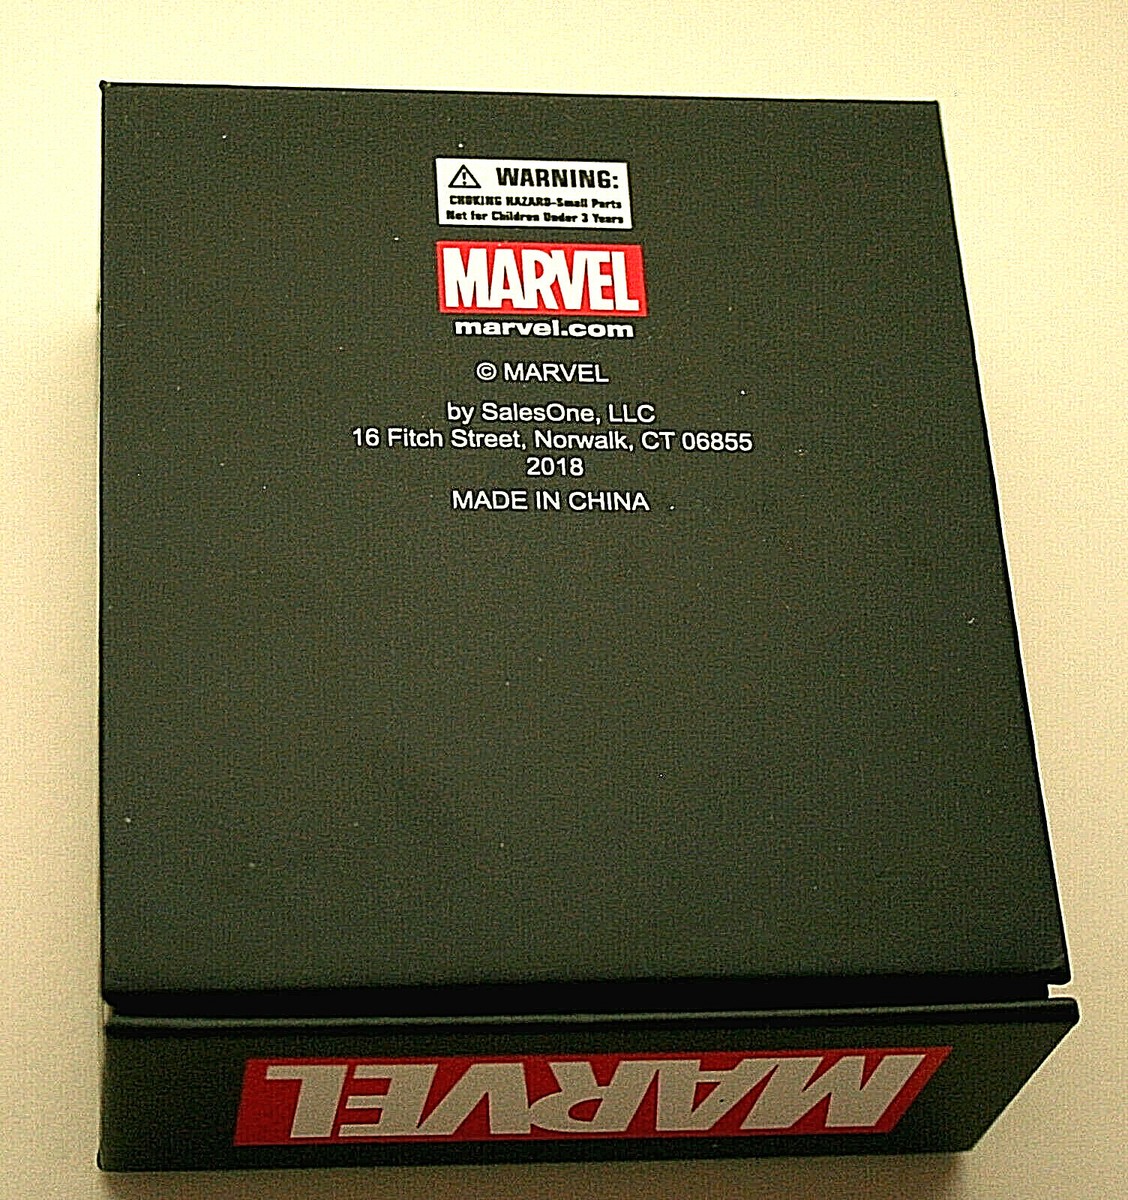 WARNING:
CHOKING HAZARD-Small Parts
Not for Children Under 3 Years
MARVEL
marvel.com
© MARVEL
by SalesOne, LLC
16 Fitch Street, Norwalk, CT 06855
2018
MADE IN CHINA
MARVEL